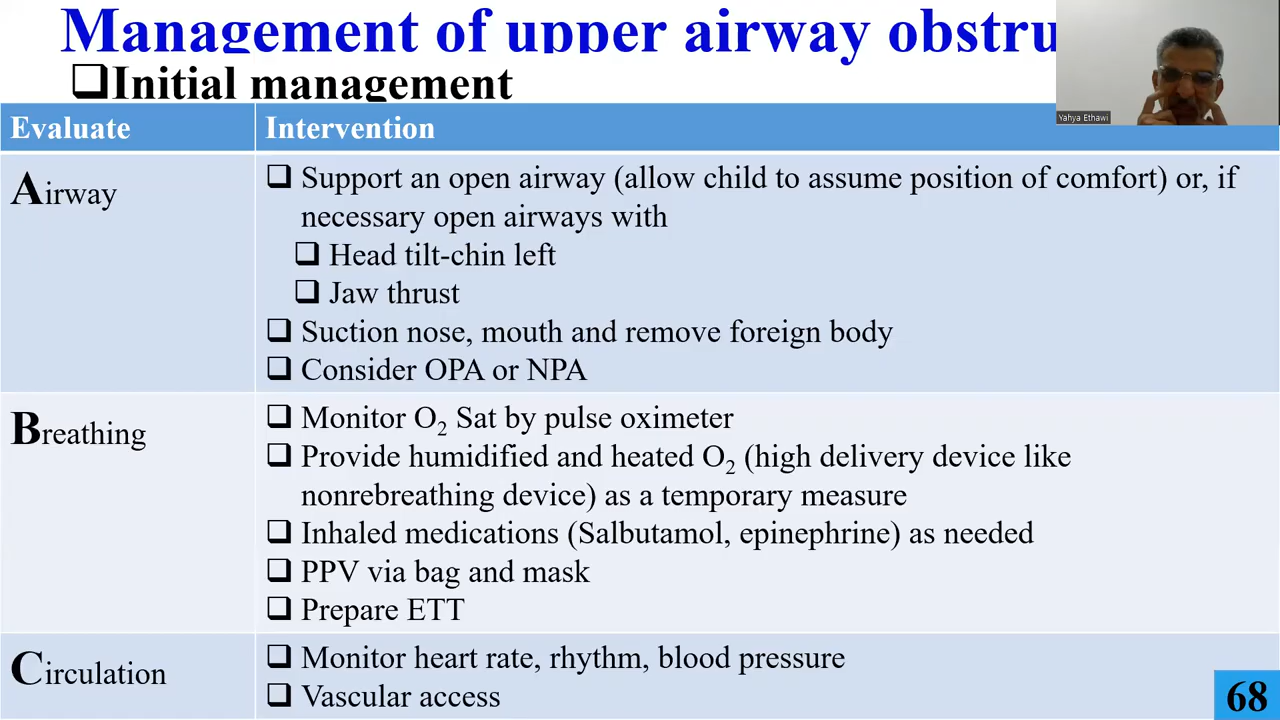 Management of upper airway obstru
❑Initial management
Yahya Ethawi
Evaluate
Intervention
Airway
❑ Support an open airway (allow child to assume position of comfort) or, if
necessary open airways with
❑ Head tilt-chin left
❑ Jaw thrust
❑ Suction nose, mouth and remove foreign body
❑ Consider OPA or NPA
Breathing
❑ Monitor O₂ Sat by pulse oximeter
❑ Provide humidified and heated O₂ (high delivery device like
nonrebreathing device) as a temporary measure
❑ Inhaled medications (Salbutamol, epinephrine) as needed
❑ PPV via bag and mask
❑ Prepare ETT
Circulation
❑ Monitor heart rate, rhythm, blood pressure
❑ Vascular access
68